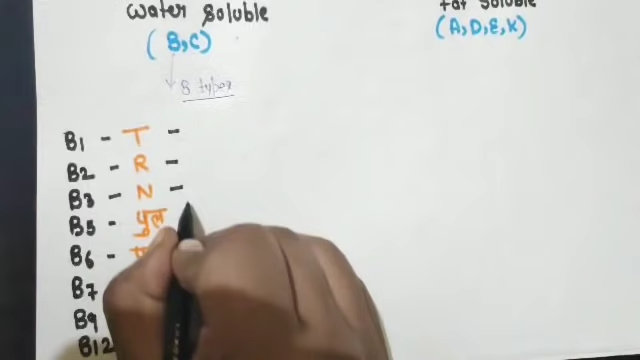 Water Soluble
Fat Soluble
(B,C)
(A,D,E,K)
8 types
B1 - T -
B2 - R -
B3 - N -
B5 - पुल
B6 -
B7
B9
B12